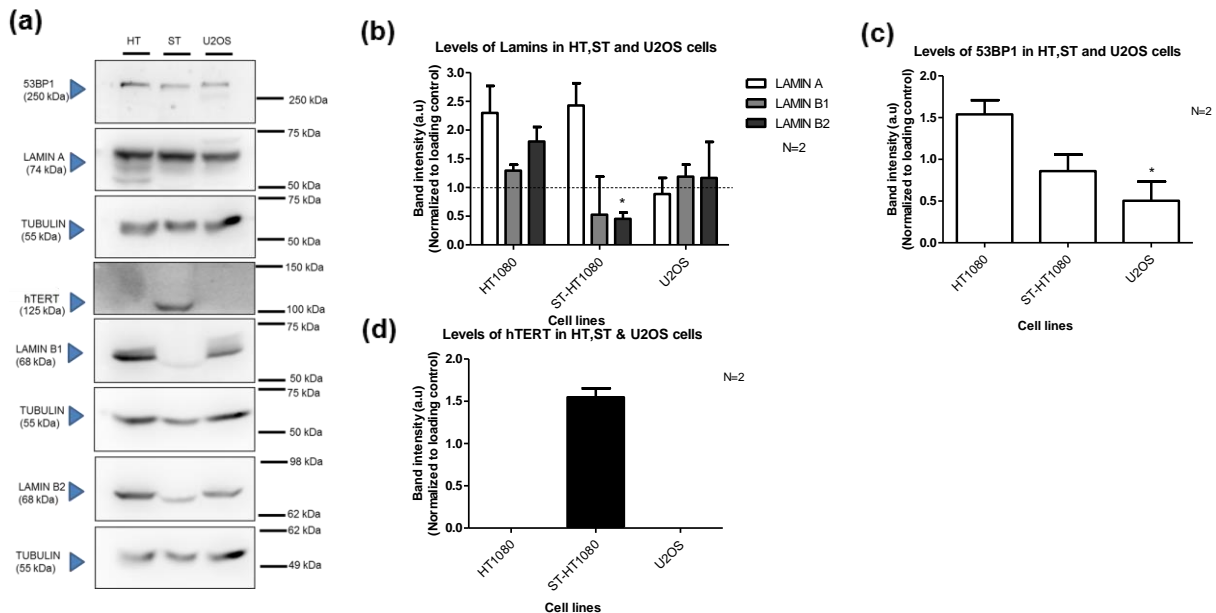 (a)
HT ST U2OS
53BP1
(250 kDa)
250 kDa
75 kDa
LAMIN A
(74 kDa)
50 kDa
75 kDa
TUBULIN
(55 kDa)
50 kDa
150 kDa
hTERT
(125 kDa)
100 kDa
75 kDa
LAMIN B1
(68 kDa)
50 kDa
75 kDa
TUBULIN
(55 kDa)
50 kDa
98 kDa
LAMIN B2
(68 kDa)
62 kDa
62 kDa
TUBULIN
(55 kDa)
49 kDa
(b)
Levels of Lamins in HT,ST and U2OS cells
Band intensity (a.u)
(Normalized to loading control)
3.0
2.5
2.0
1.5
1.0
0.5
0.0
*
LAMIN A
LAMIN B1
LAMIN B2
N=2
HT1080
ST-HT1080
U2OS
Cell lines
(c)
Levels of 53BP1 in HT,ST and U2OS cells
Band intensity (a.u)
(Normalized to loading control)
1.5
1.0
0.5
0.0
2.0
*
N=2
HT1080
ST-HT1080
U2OS
Cell lines
(d)
Levels of hTERT in HT,ST & U2OS cells
Band intensity (a.u)
(Normalized to loading control)
2.0
1.5
1.0
0.5
0.0
N=2
HT1080
ST-HT1080
U2OS
Cell lines